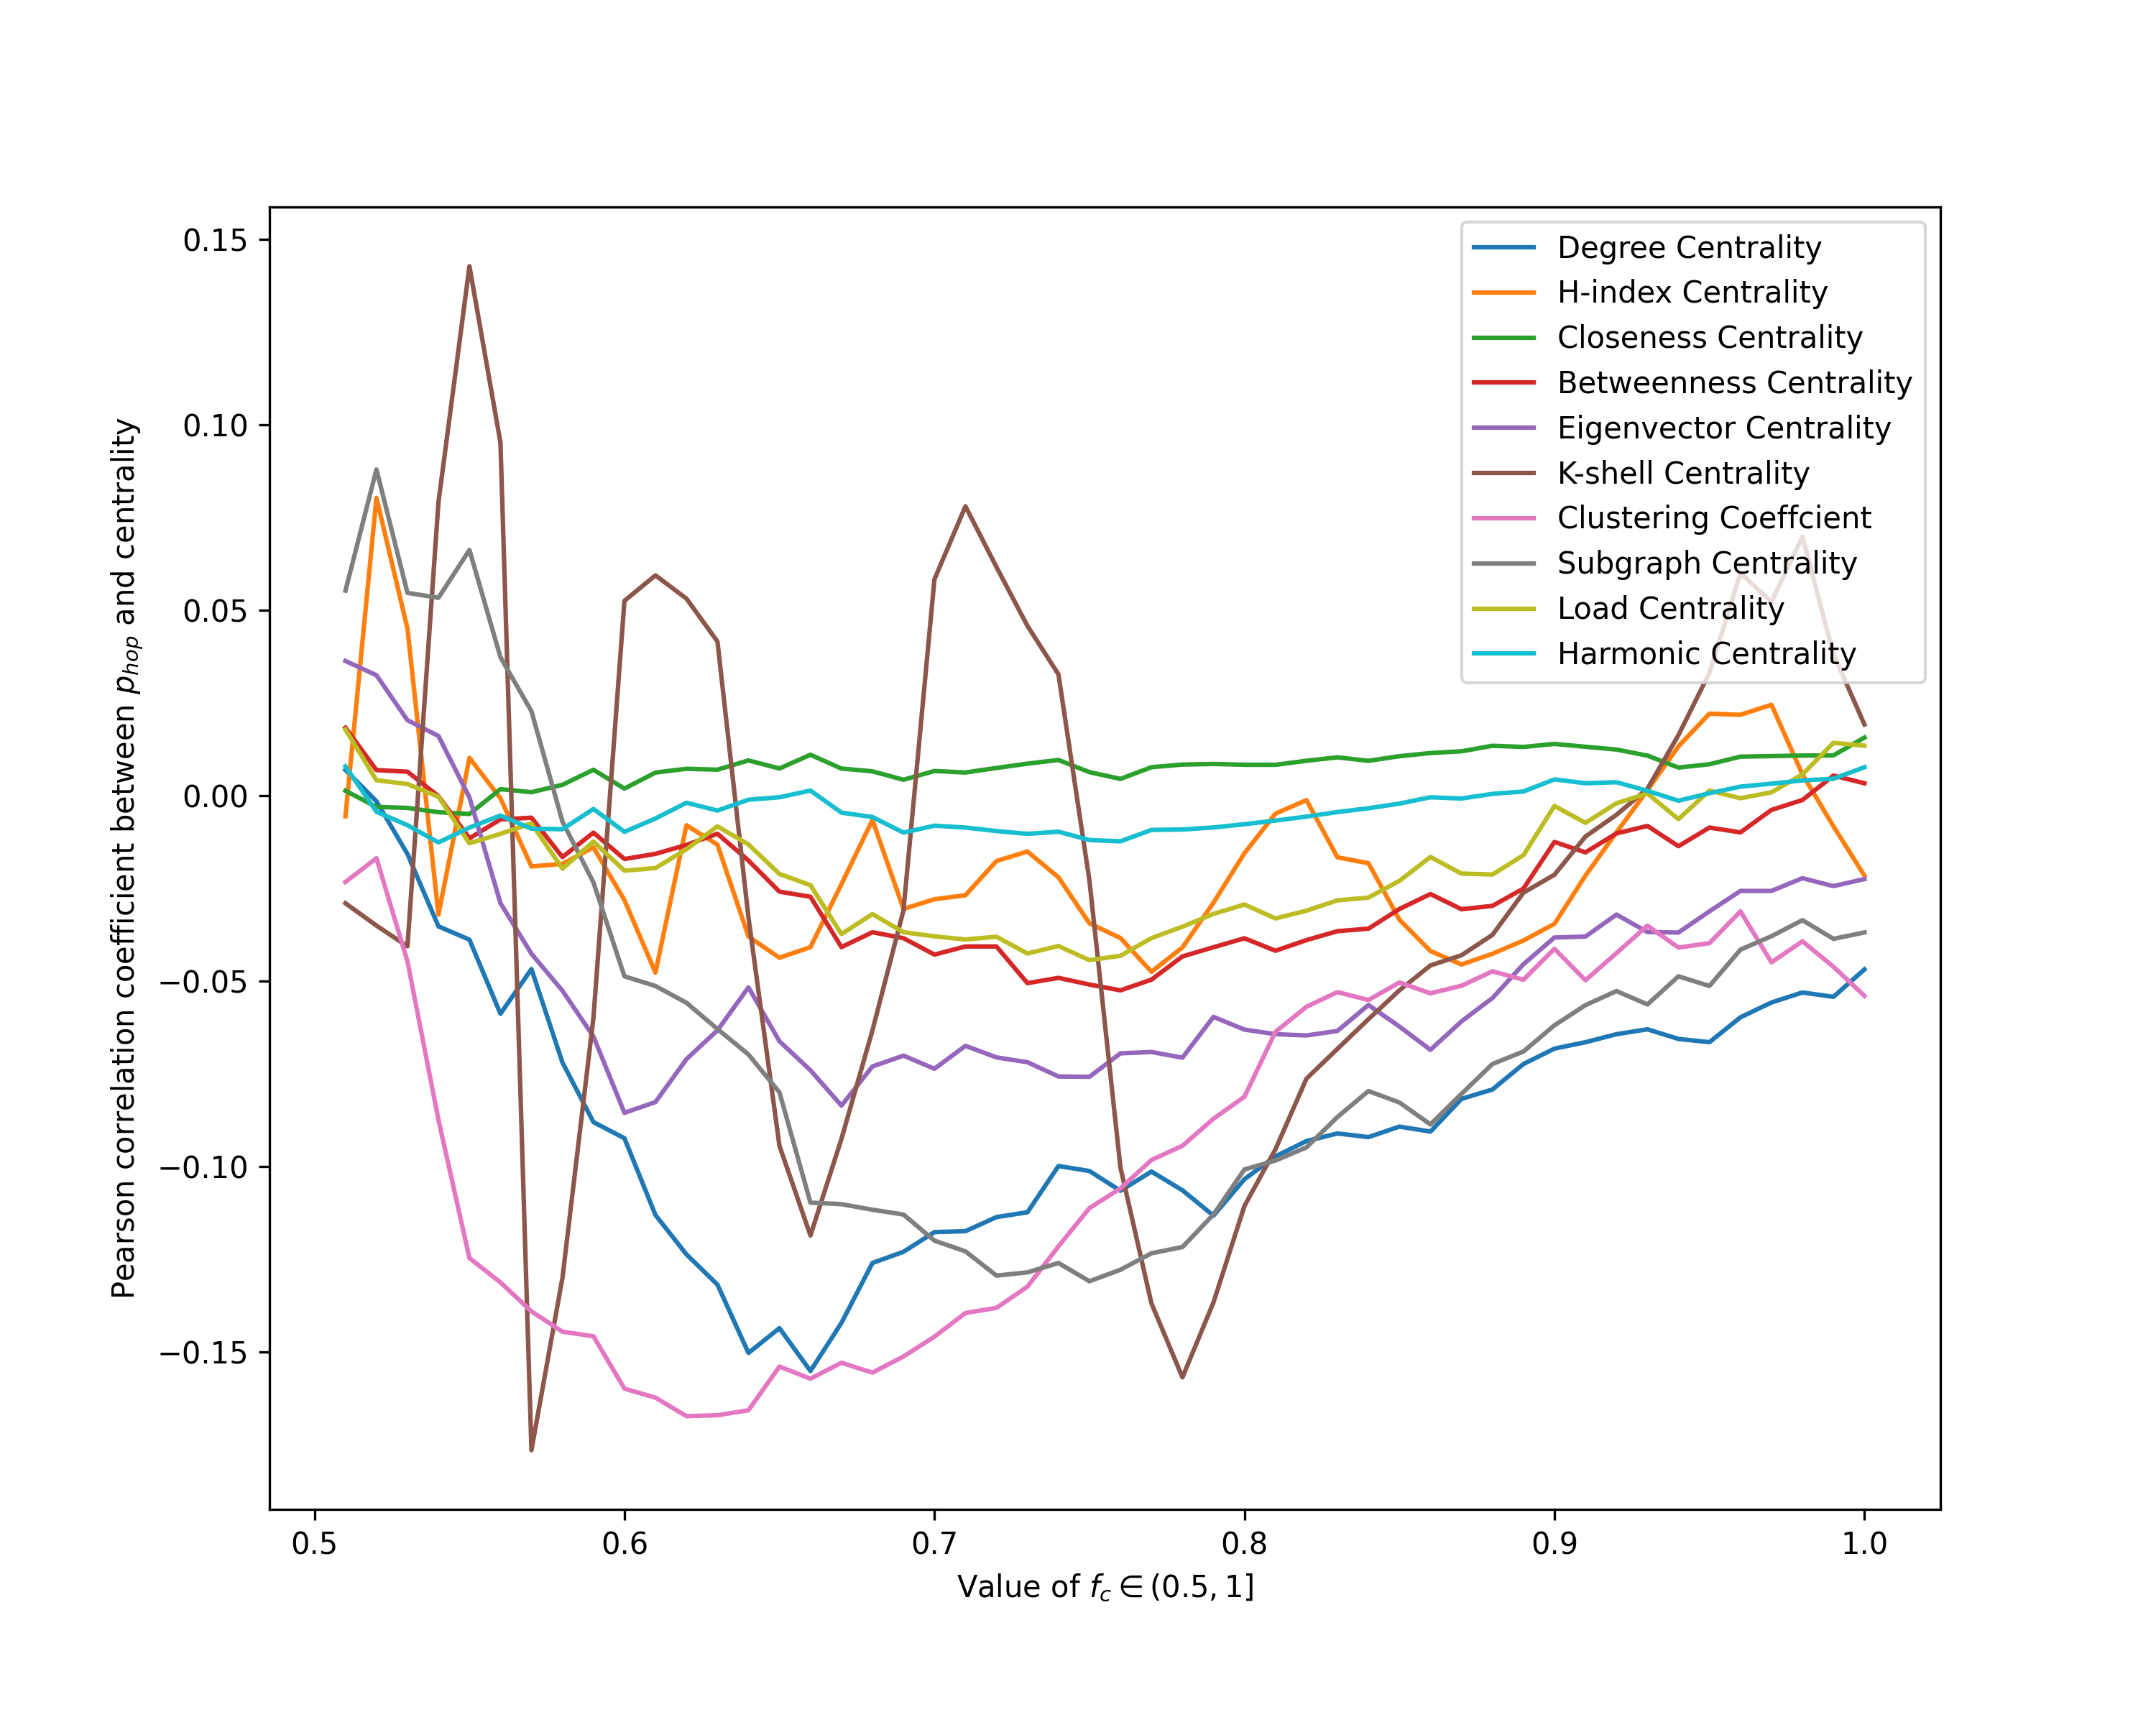 0.15
0.10
0.05
0.00
−0.05
−0.10
−0.15
Pearson correlation coefficient between p_hop and centrality
Degree Centrality
H-index Centrality
Closeness Centrality
Betweenness Centrality
Eigenvector Centrality
K-shell Centrality
Clustering Coeffcient
Subgraph Centrality
Load Centrality
Harmonic Centrality
0.5 0.6 0.7 0.8 0.9 1.0
Value of f_c ∈ (0.5, 1]